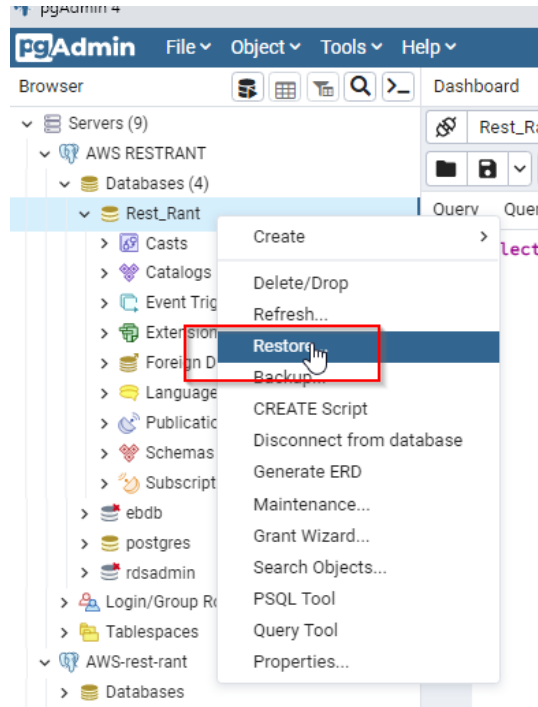 pgAdmin 4
pgAdmin File Object Tools Help
Browser
Dashboard
Servers (9)
AWS RESTRANT
Databases (4)
Rest_Rant
Casts
Catalogs
Event Trig
Extension
Foreign D
Language
Publicatio
Schemas
Subscript
ebdb
postgres
rdsadmin
Login/Group Ro
Tablespaces
AWS-rest-rant
Databases
Create
Delete/Drop
Refresh...
Restore...
Backup...
CREATE Script
Disconnect from database
Generate ERD
Maintenance...
Grant Wizard...
Search Objects...
PSQL Tool
Query Tool
Properties...
Rest_Ra
Query Quer
lect